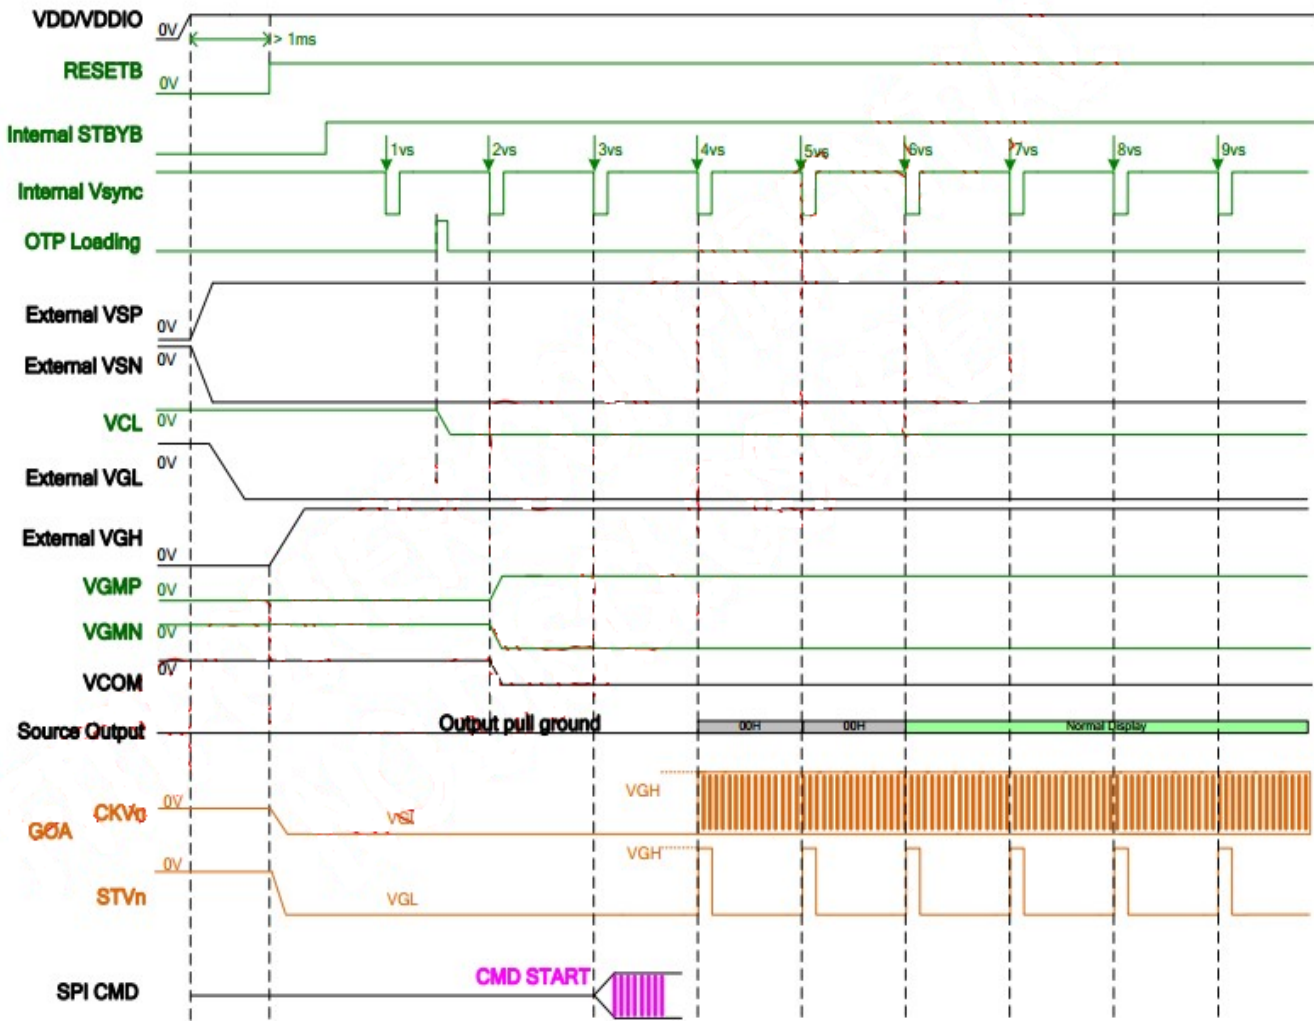 VDD/VDDIO
0V
> 1ms
RESETB
0V
Internal STBYB
1vs 2vs 3vs 4vs 5vs 6vs 7vs 8vs 9vs
Internal Vsync
OTP Loading
External VSP
0V
0V
External VSN
VCL
0V
0V
External VGL
External VGH
0V
VGMP
0V
VGMN
0V
0V
VCOM
Source Output
Output pull ground
00H
00H
Normal Display
VGH
0V
CKVn
GOA
VGH
0V
STVn
VGL
CMD START
SPI CMD